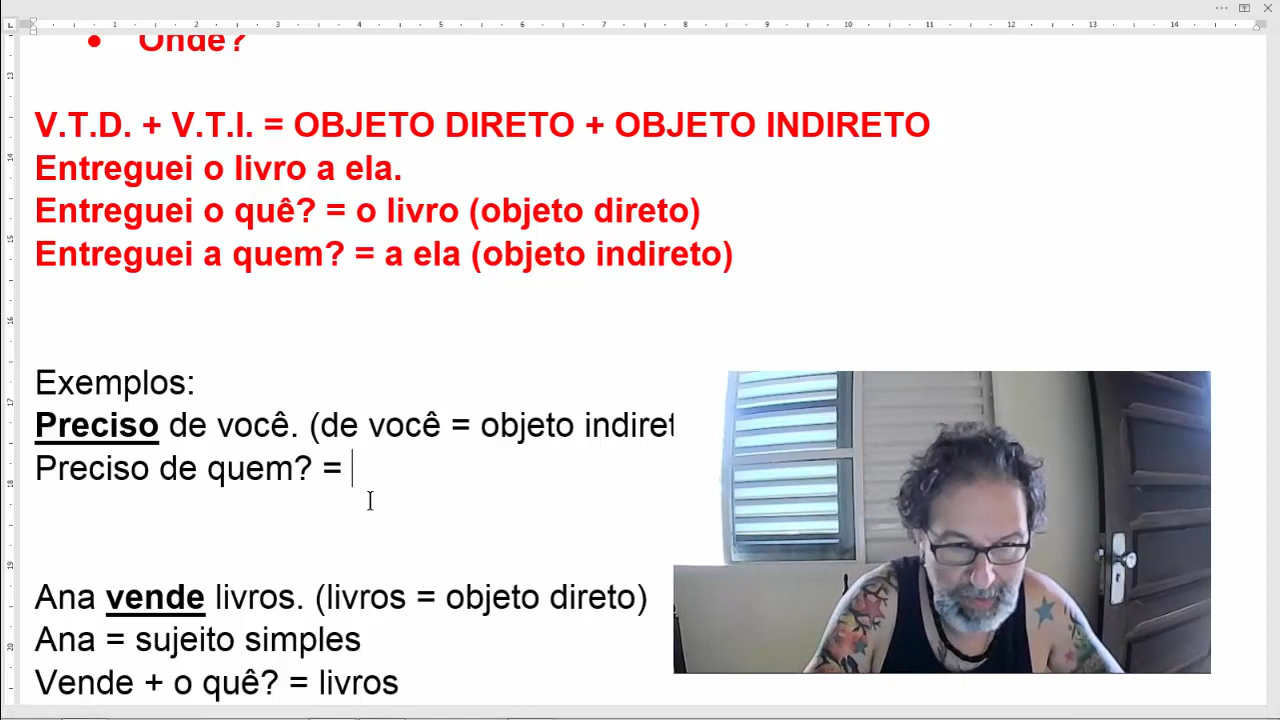 • Onde?
V.T.D. + V.T.I. = OBJETO DIRETO + OBJETO INDIRETO
Entreguei o livro a ela.
Entreguei o quê? = o livro (objeto direto)
Entreguei a quem? = a ela (objeto indireto)
Exemplos:
Preciso de você. (de você = objeto indiret
Preciso de quem? =
Ana vende livros. (livros = objeto direto)
Ana = sujeito simples
Vende + o quê? = livros